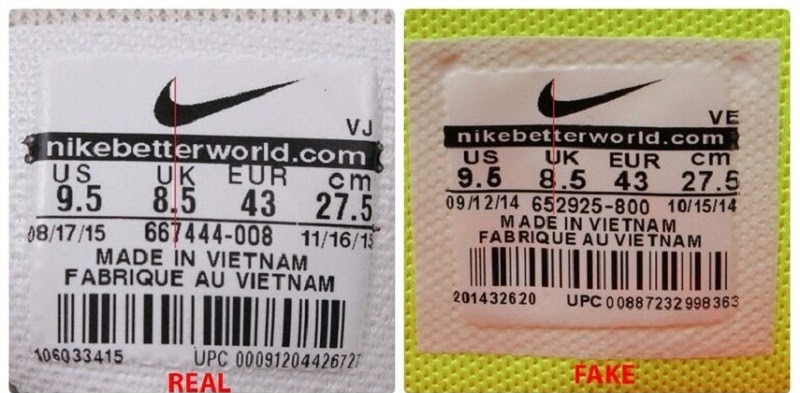 VJ
nikebetterworld.com
US UK EUR cm
9.5 8.5 43 27.5
08/17/15 667444-008 11/16/15
MADE IN VIETNAM
FABRIQUE AU VIETNAM
106033415 UPC 00091204426727
REAL
VE
nikebetterworld.com
US UK EUR cm
9.5 8.5 43 27.5
09/12/14 652925-800 10/15/14
MADE IN VIETNAM
FABRIQUE AU VIETNAM
201432620 UPC 00887232998363
FAKE